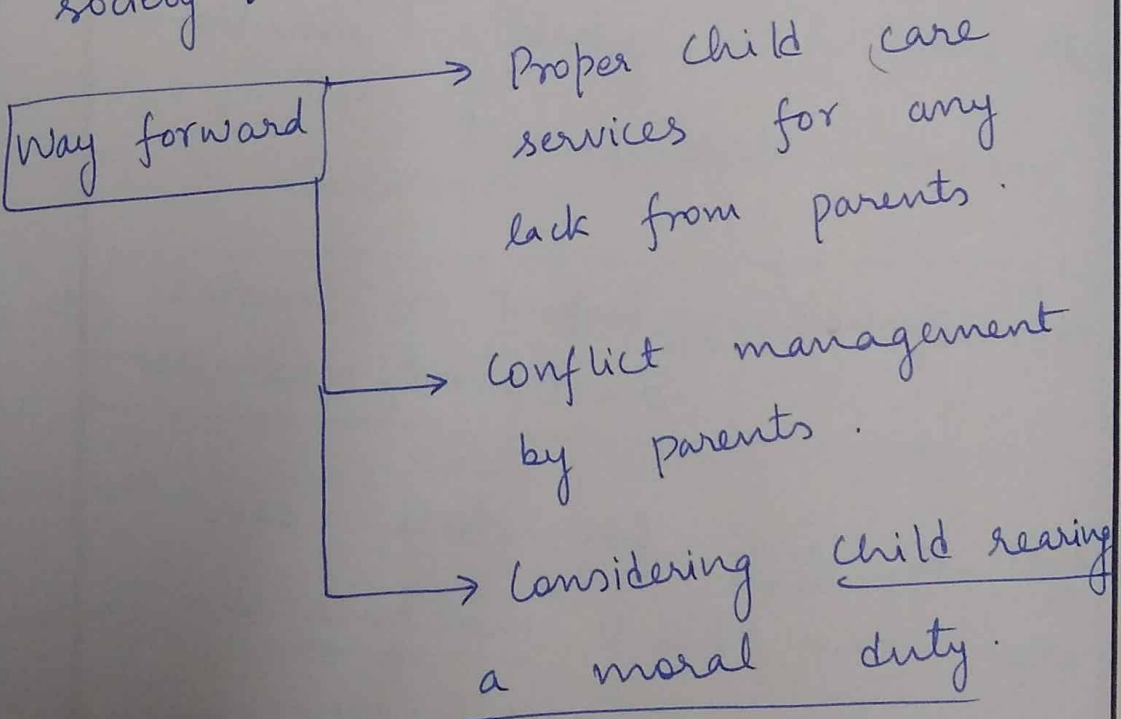 society
Way forward
Proper child care
services for any
lack from parents.
Conflict management
by parents.
Considering child rearing
a moral duty.